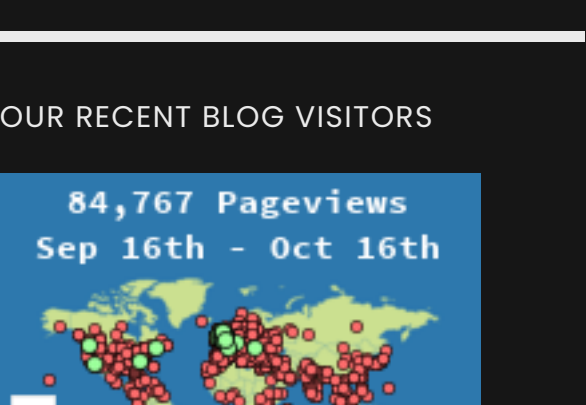 OUR RECENT BLOG VISITORS
84,767 Pageviews
Sep 16th - Oct 16th